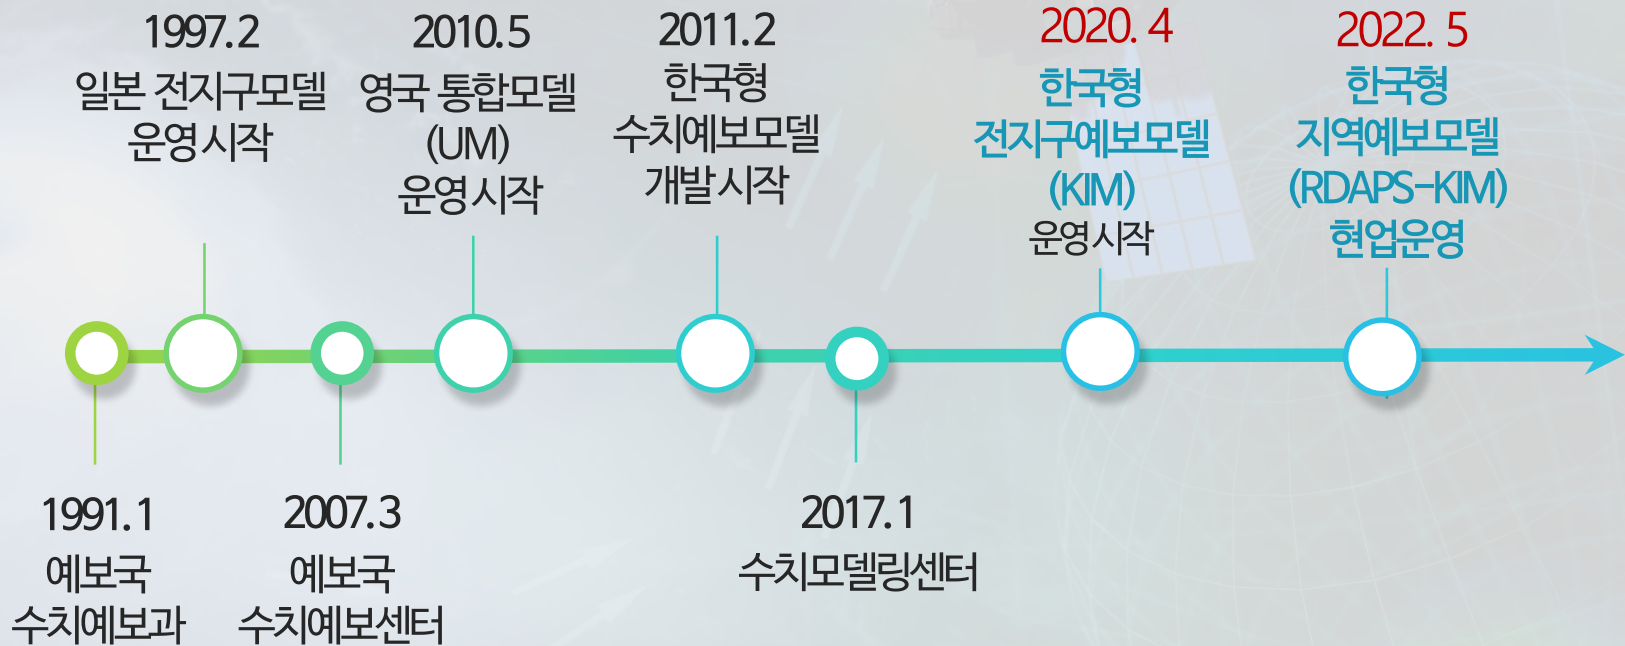 1997.2
일본 전지구모델
운영시작
2010.5
영국 통합모델
(UM)
운영시작
2011.2
한국형
수치예보모델
개발시작
2020. 4
한국형
전지구예보모델
(KIM)
운영시작
2022. 5
한국형
지역예보모델
(RDAPS-KIM)
현업운영
1991.1
예보국
수치예보과
2007.3
예보국
수치예보센터
2017.1
수치모델링센터